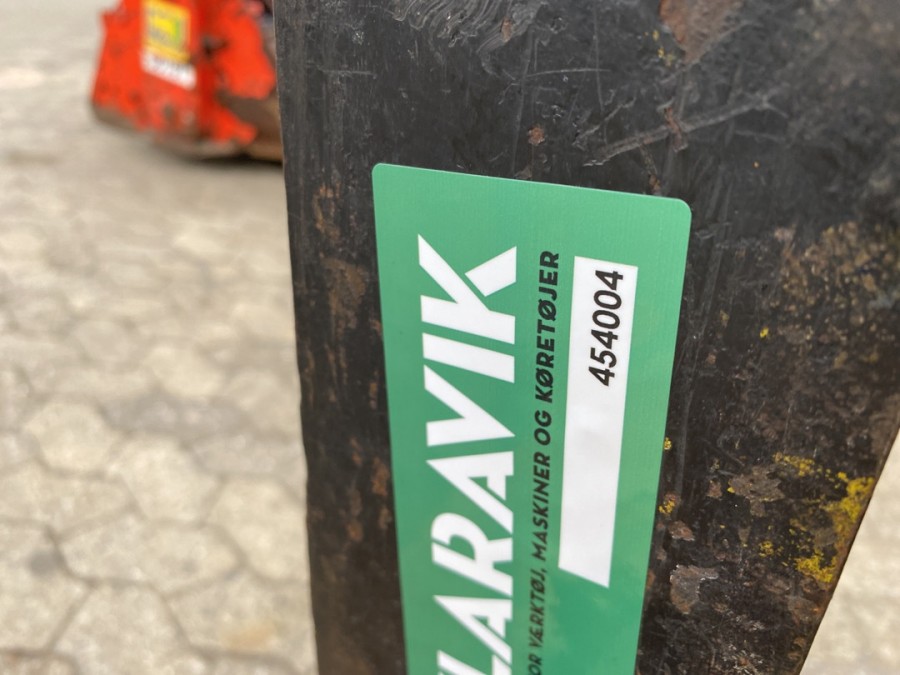 LARAVIK
OR VÆRKTØJ, MASKINER OG KØRETØJER
454004